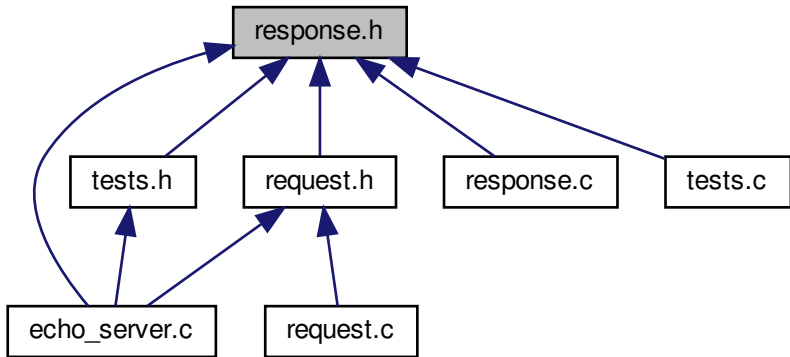 response.h
tests.h
request.h
response.c
tests.c
echo_server.c
request.c